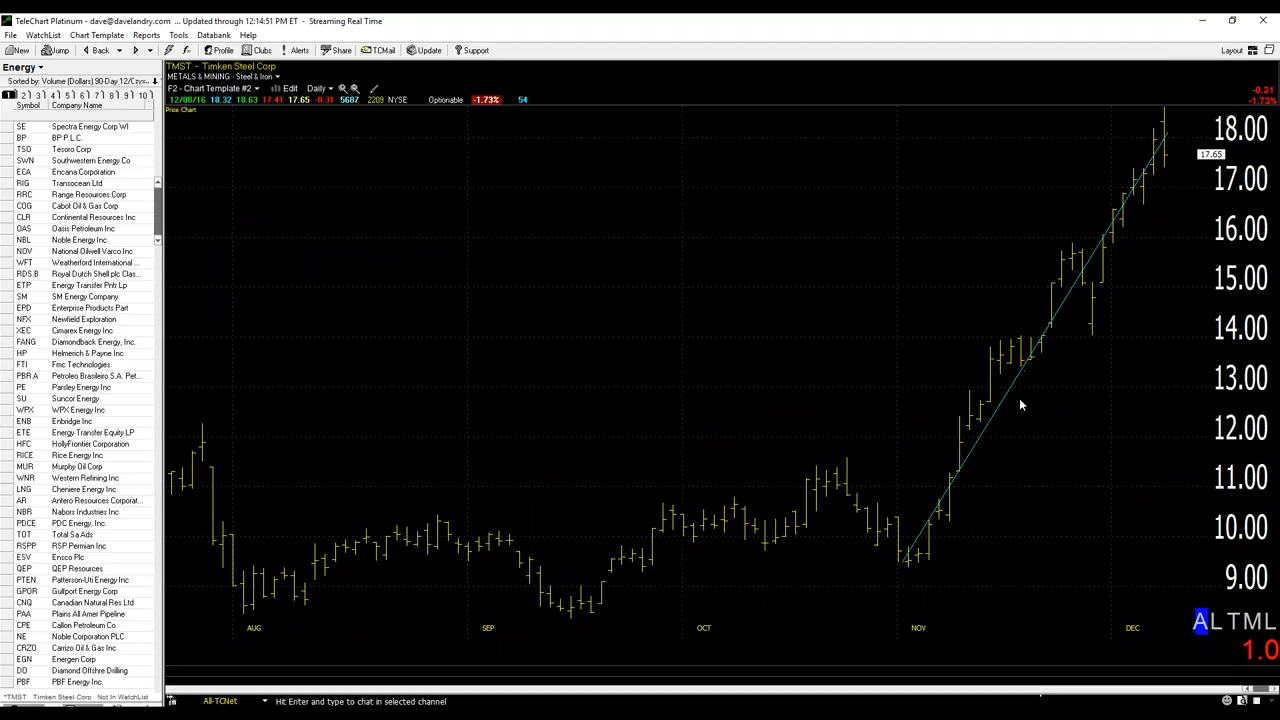 TeleChart Platinum - dave@davelandry.com ... Updated through 12:14:51 PM ET - Streaming Real Time
File WatchList Chart Template Reports Tools Databank Help
New Jump Back Profile Clubs Alerts Share TCMail Update Support Layout
Energy
Sorted by: Volume (Dollars) 90-Day 12/
1 2 3 4 5 6 7 8 9 10
Symbol Company Name
SE Spectra Energy Corp WI
BP BP P.L.C.
TSO Tesoro Corp
SWN Southwestern Energy Co
ECA Encana Corporation
RIG Transocean Ltd
RRC Range Resources Corp
COG Cabot Oil & Gas Corp
CLR Continental Resources Inc
OAS Oasis Petroleum Inc
NBL Noble Energy Inc
NOV National Oilwell Varco Inc
WFT Weatherford International ...
RDS.B Royal Dutch Shell plc Clas...
ETP Energy Transfer Prtnr Lp
SM SM Energy Company
EPD Enterprise Products Part
NFX Newfield Exploration
XEC Cimarex Energy Inc
FANG Diamondback Energy, Inc.
HP Helmerich & Payne Inc
FTI Fmc Technologies
PBR.A Petroleo Brasileiro S.A. Pet...
PE Parsley Energy Inc
SU Suncor Energy
WPX WPX Energy Inc
ENB Enbridge Inc
ETE Energy Transfer Equity LP
HFC HollyFrontier Corporation
RICE Rice Energy Inc
MUR Murphy Oil Corp
WNR Western Refining Inc
LNG Cheniere Energy Inc
AR Antero Resources Corporat...
NBR Nabors Industries Inc
PDCE PDC Energy, Inc.
TOT Total Sa Ads
RSPP RSP Permian Inc
ESV Ensco Plc
QEP QEP Resources
PTEN Patterson-Uti Energy Inc
GPOR Gulfport Energy Corp
CNQ Canadian Natural Res Ltd
PAA Plains All Amer Pipeline
CPE Callon Petroleum Co
NE Noble Corporation PLC
CRZO Carrizo Oil & Gas Inc
EGN Energen Corp
DO Diamond Offshre Drilling
PBF PBF Energy Inc.
*TMST Timken Steel Corp Not In WatchList
TMST - Timken Steel Corp
METALS & MINING - Steel & Iron
F2 - Chart Template #2 Edit Daily
12/08/16 18.32 18.63 17.41 17.65 -0.31 5687 2209 NYSE Optionable -1.73% 54
-0.31
-1.73%
Price Chart
18.00
17.65
17.00
16.00
15.00
14.00
13.00
12.00
11.00
10.00
9.00
AUG SEP OCT NOV DEC
ALTML
1.0
All-TCNet Hit Enter and type to chat in selected channel